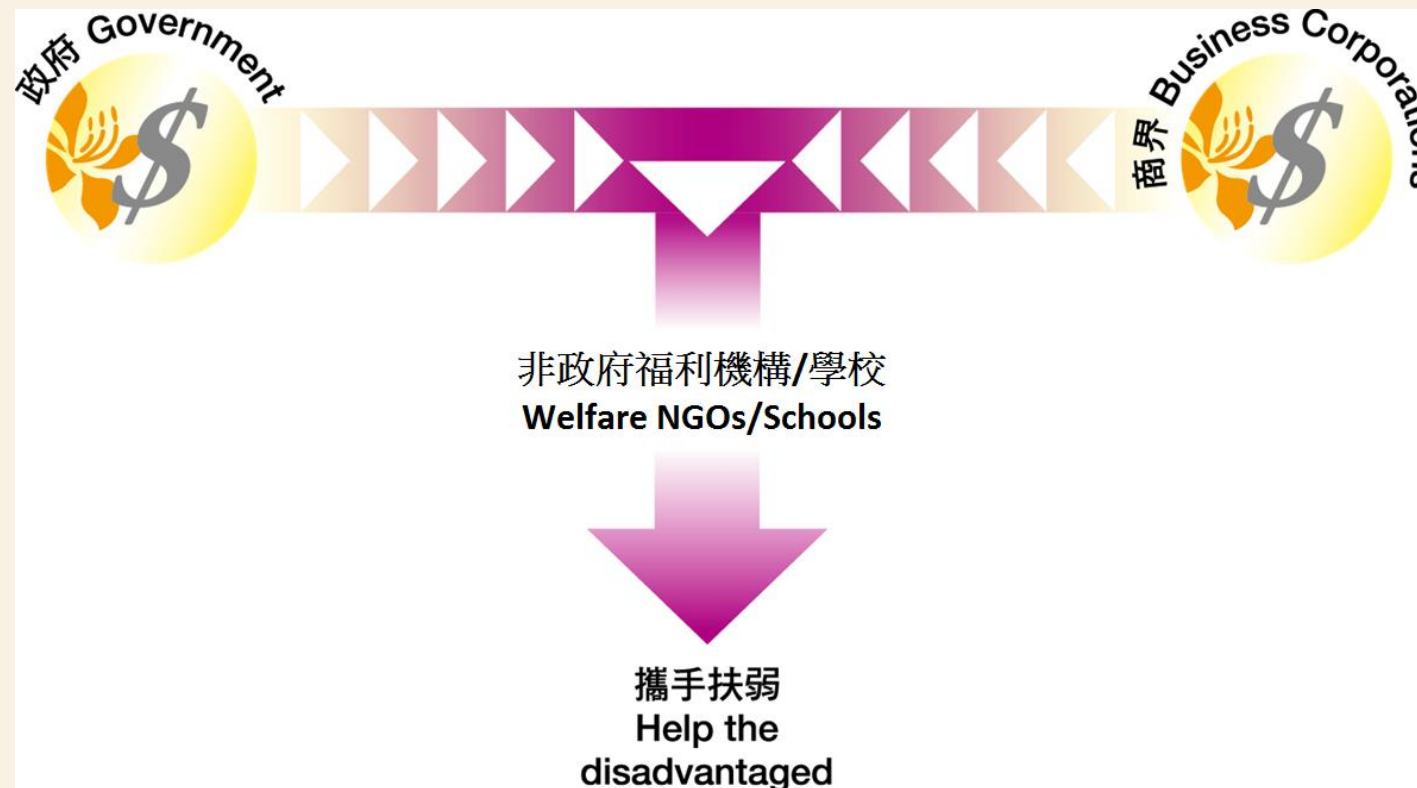 政府 Government
$
商界 Business Corporations
$
非政府福利機構/學校
Welfare NGOs/Schools
攜手扶弱
Help the
disadvantaged